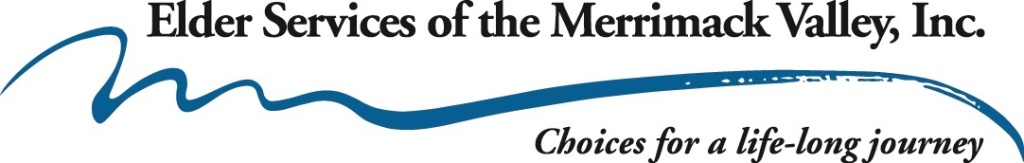 Elder Services of the Merrimack Valley, Inc.
Choices for a life-long journey